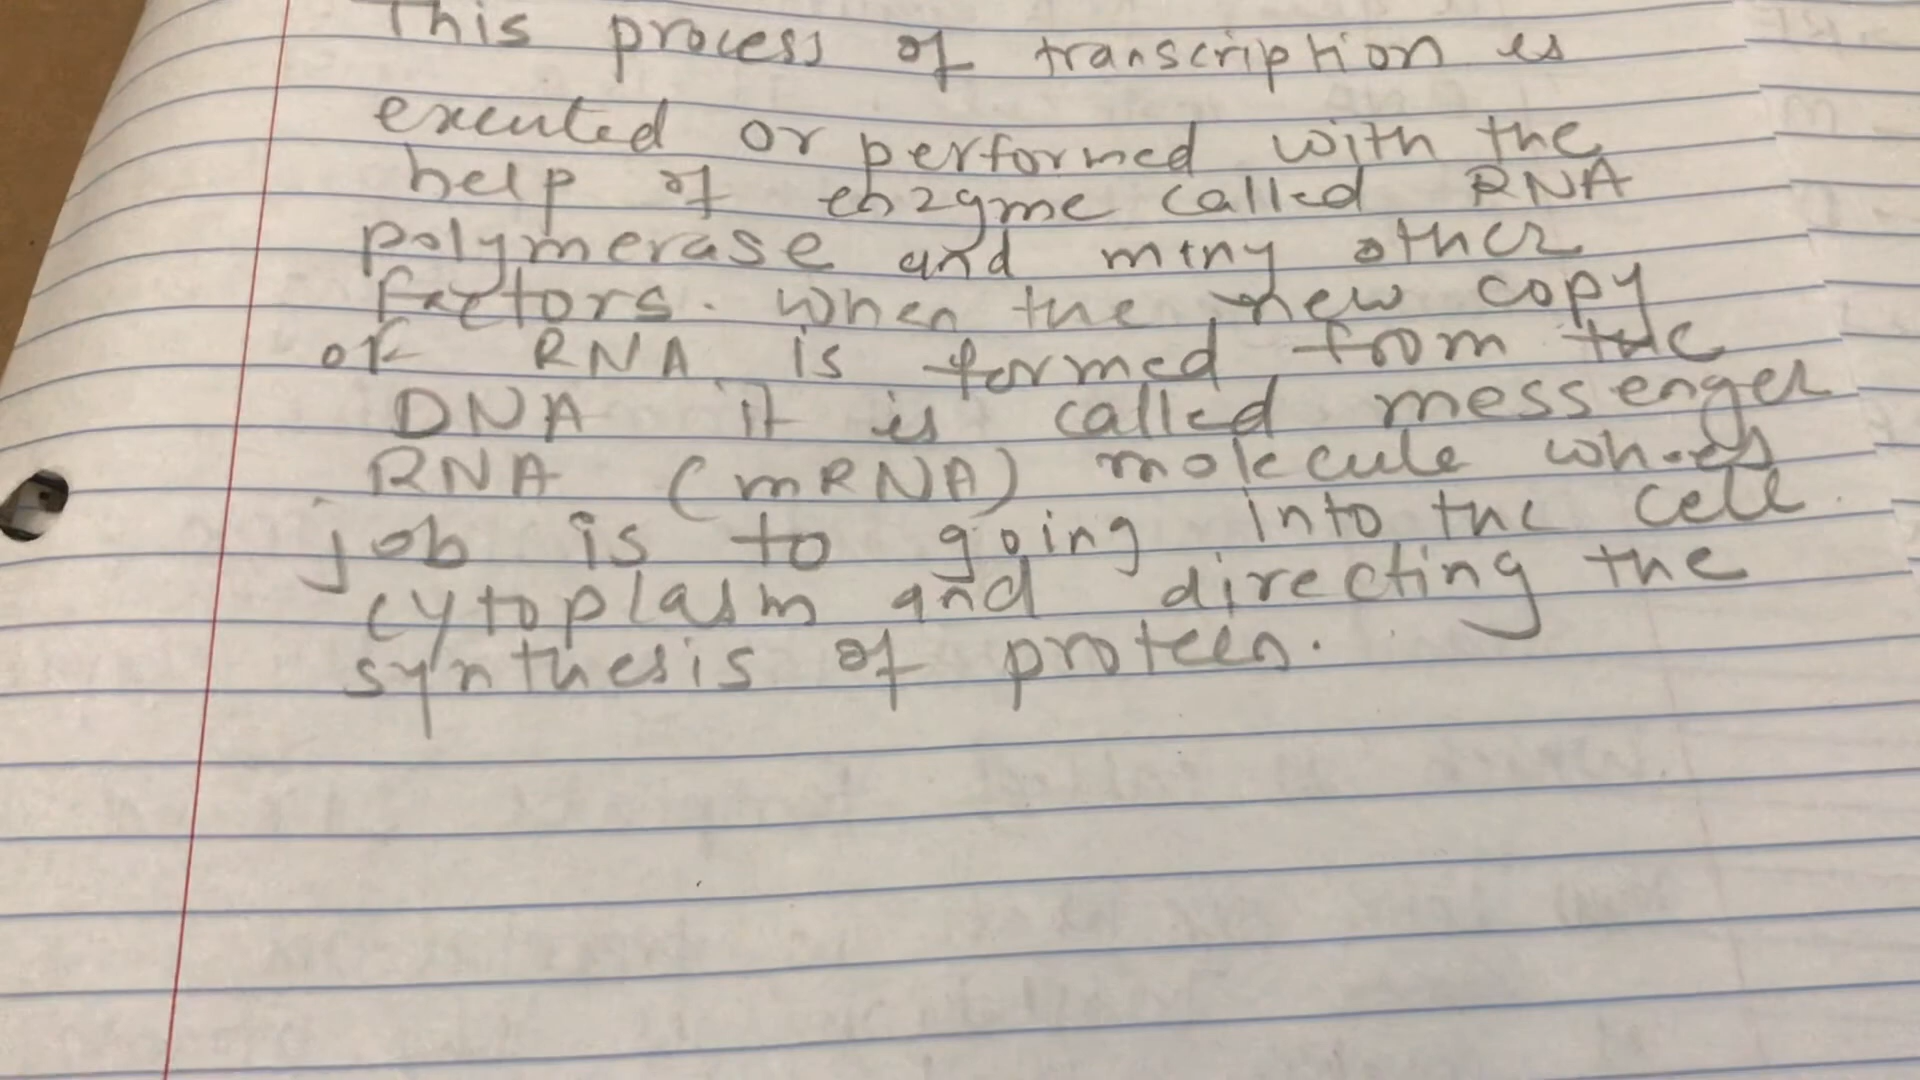 This process of transcription is
executed or performed with the
help of enzyme called RNA
polymerase and many other
factors. when the new copy
of RNA is formed from the
DNA it is called messenger
RNA (mRNA) molecule whoes
job is to going into the cell
cytoplasm and directing the
synthesis of protein.